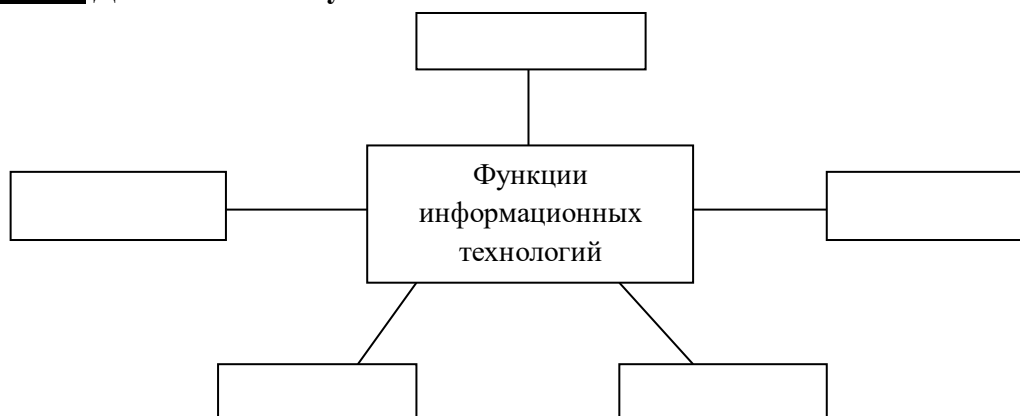 Функции
информационных
технологий